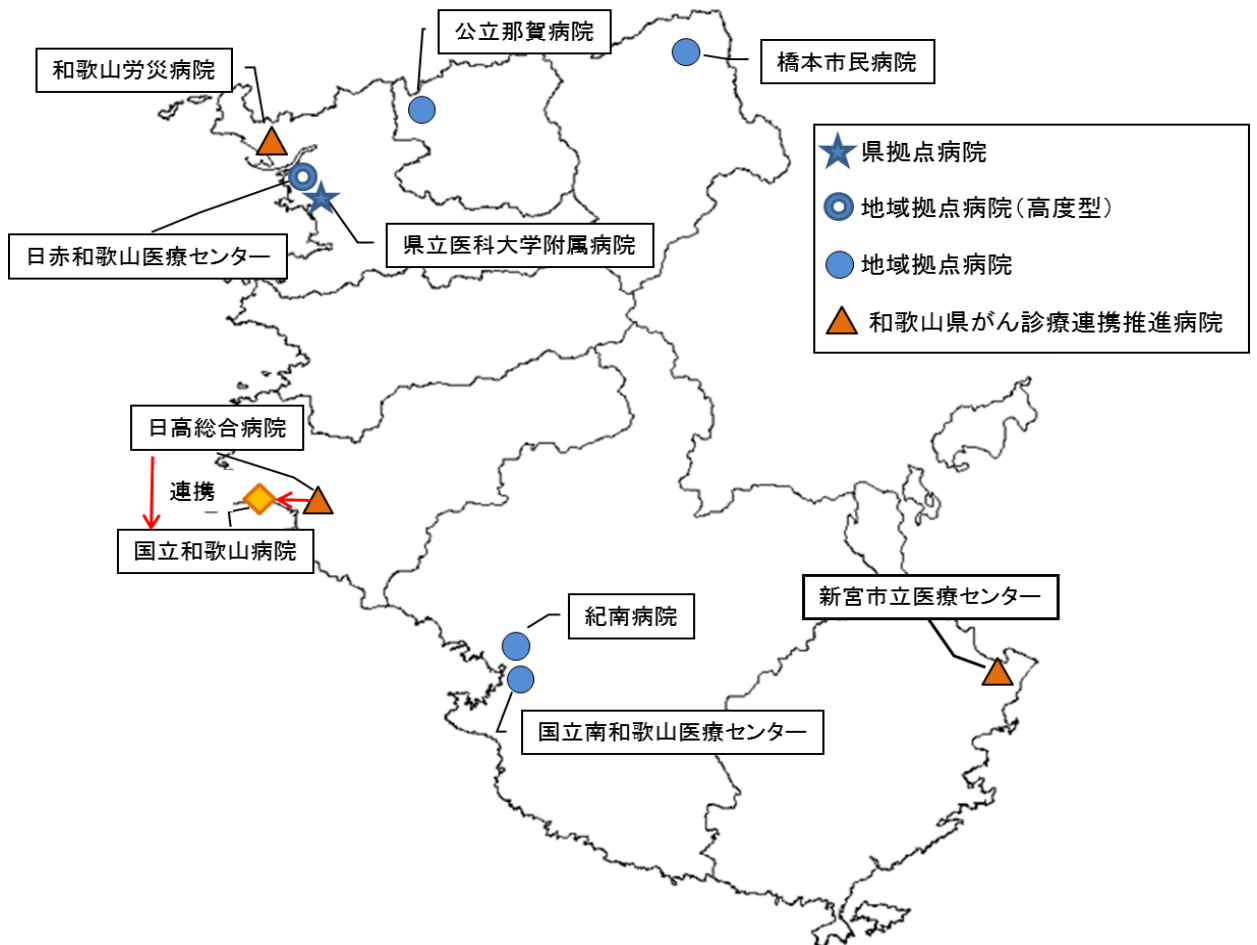 公立那賀病院
和歌山労災病院
橋本市民病院
県拠点病院
地域拠点病院（高度型）
地域拠点病院
和歌山県がん診療連携推進病院
日赤和歌山医療センター
県立医科大学附属病院
日高総合病院
連携
国立和歌山病院
新宮市立医療センター
紀南病院
国立南和歌山医療センター